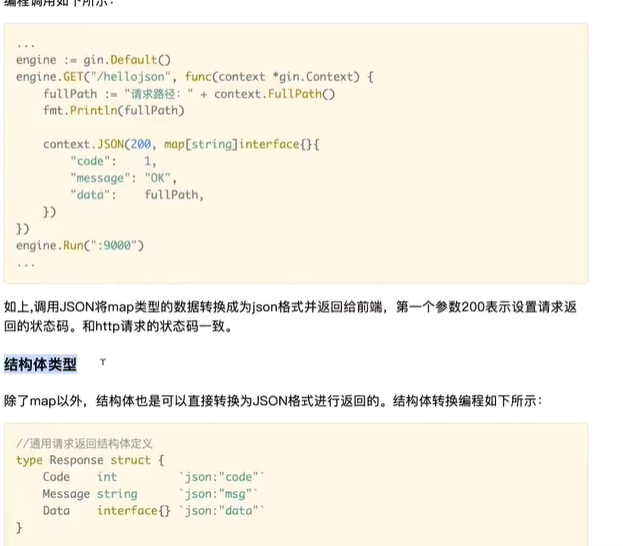 编程调用如下所示：
...
engine := gin.Default()
engine.GET("/hellojson", func(context *gin.Context) {
    fullPath := "请求路径：" + context.FullPath()
    fmt.Println(fullPath)

    context.JSON(200, map[string]interface{}{
        "code":    1,
        "message": "OK",
        "data":    fullPath,
    })
})
engine.Run(":9000")
...
如上,调用JSON将map类型的数据转换成为json格式并返回给前端，第一个参数200表示设置请求返
回的状态码。和http请求的状态码一致。
结构体类型
除了map以外，结构体也是可以直接转换为JSON格式进行返回的。结构体转换编程如下所示：
//通用请求返回结构体定义
type Response struct {
    Code    int         `json:"code"`
    Message string      `json:"msg"`
    Data    interface{} `json:"data"`
}